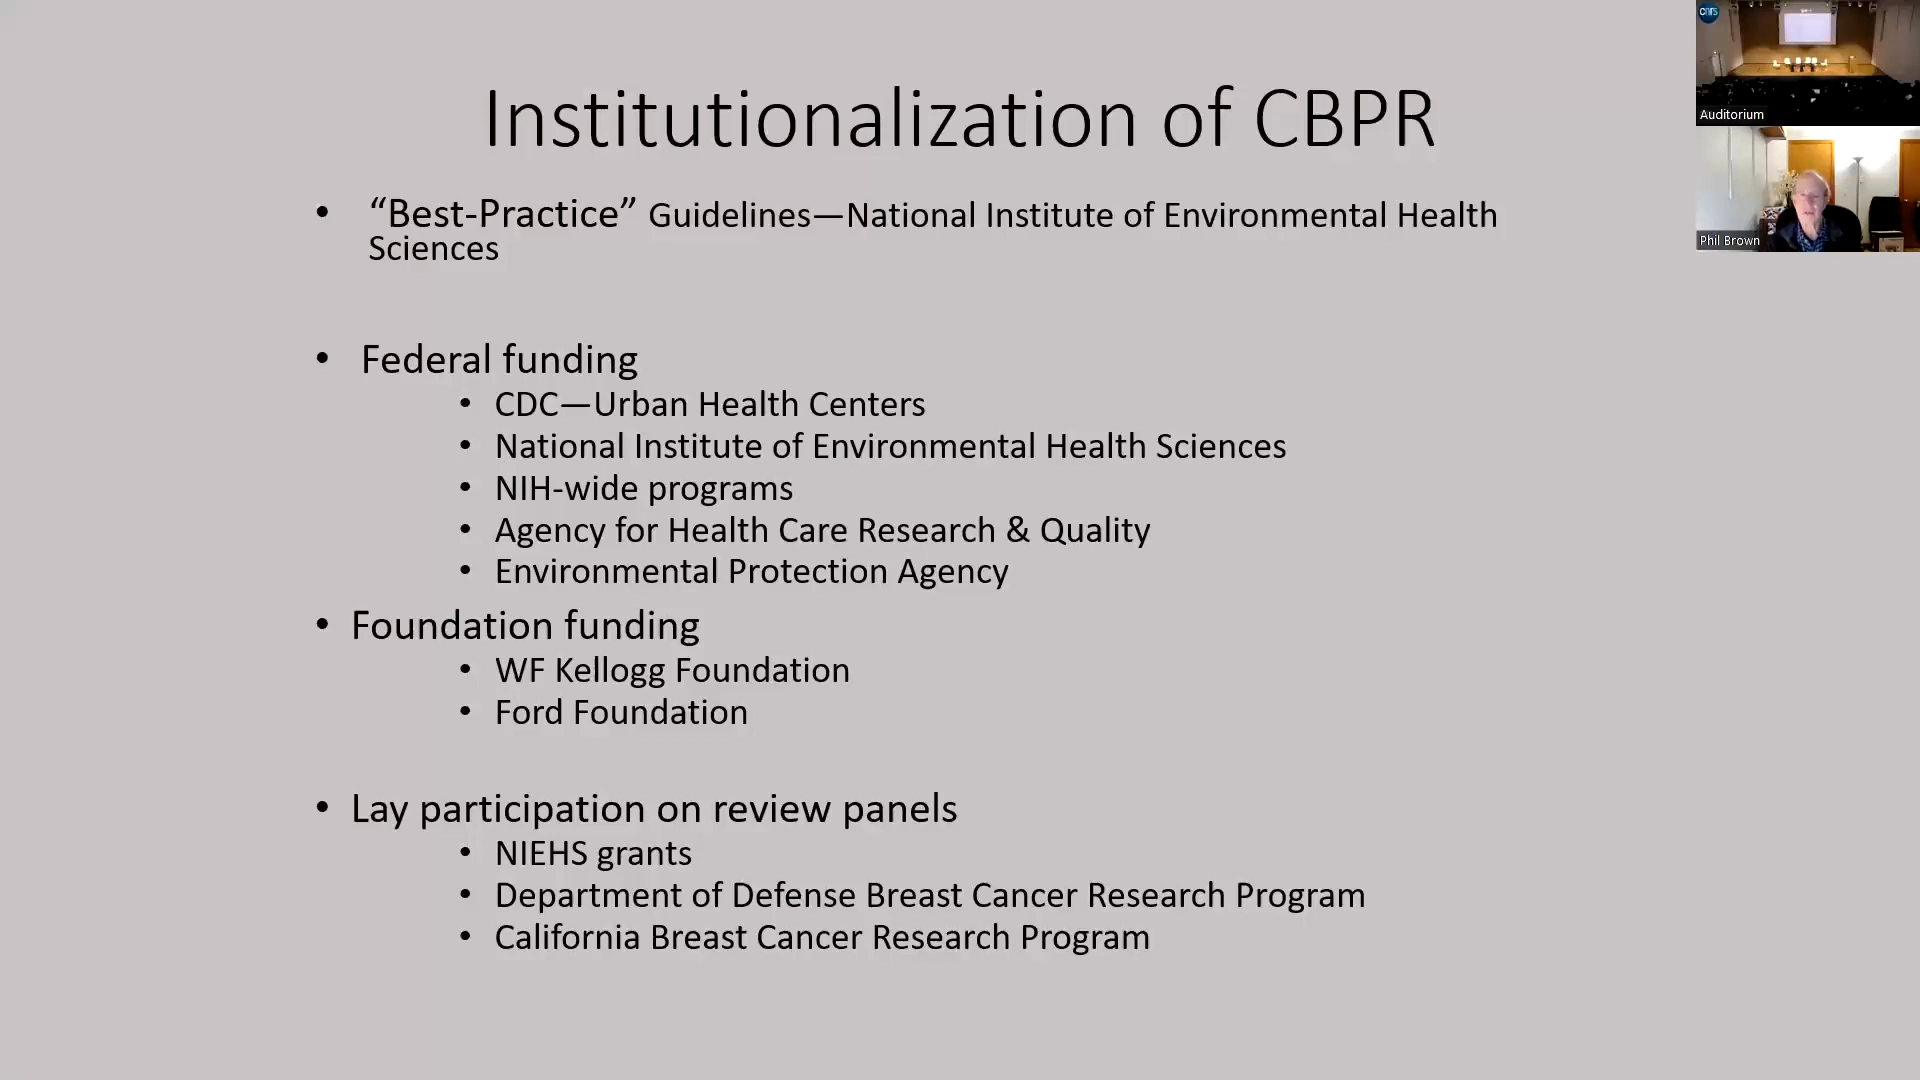 Institutionalization of CBPR
• “Best-Practice” Guidelines—National Institute of Environmental Health
Sciences
• Federal funding
• CDC—Urban Health Centers
• National Institute of Environmental Health Sciences
• NIH-wide programs
• Agency for Health Care Research & Quality
• Environmental Protection Agency
• Foundation funding
• WF Kellogg Foundation
• Ford Foundation
• Lay participation on review panels
• NIEHS grants
• Department of Defense Breast Cancer Research Program
• California Breast Cancer Research Program
cnrs
Auditorium
Phil Brown